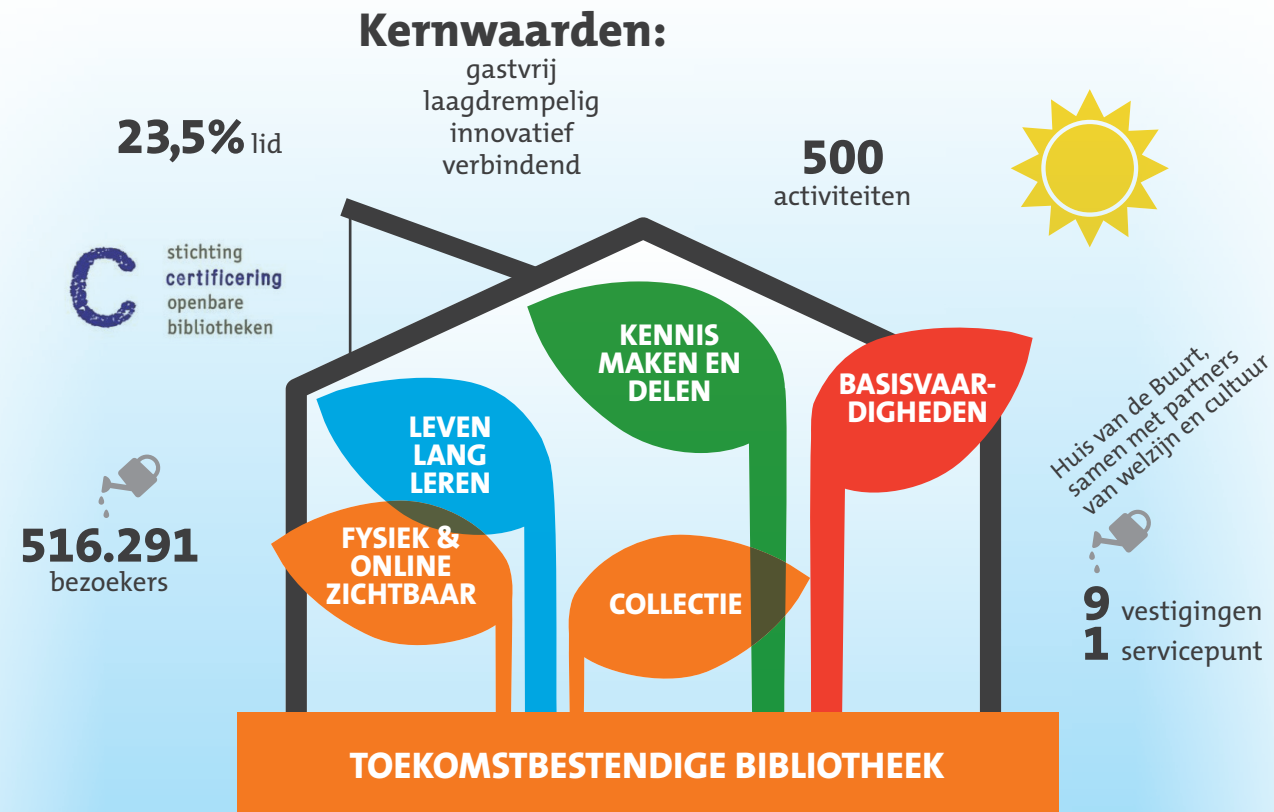 Kernwaarden:
gastvrij
laagdrempelig
innovatief
verbindend
23,5% lid
500
activiteiten
stichting
certificering
openbare
bibliotheken
C
KENNIS
MAKEN EN
DELEN
BASISVAAR-
DIGHEDEN
LEVEN
LANG
LEREN
Huis van de Buurt,
samen met partners
van welzijn en cultuur
516.291
bezoekers
FYSIEK &
ONLINE
ZICHTBAAR
COLLECTIE
9 vestigingen
1 servicepunt
TOEKOMSTBESTENDIGE BIBLIOTHEEK